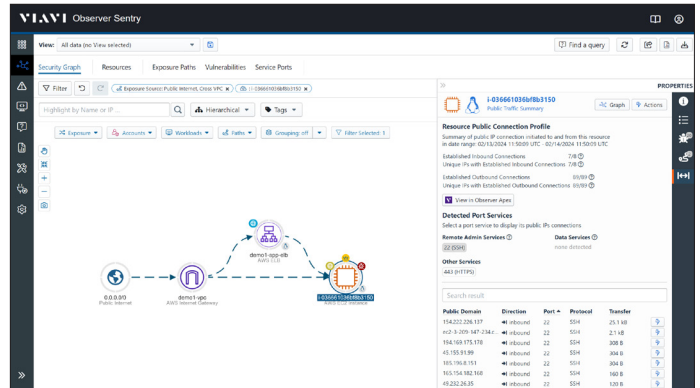 VIAVI Observer Sentry
View: All data (no View selected)
Find a query
Security Graph Resources Exposure Paths Vulnerabilities Service Ports
Filter
Exposure Source: Public Internet, Cross VPC ×
i-036661036bf8b3150 ×
Highlight by Name or IP ...
Hierarchical
Tags
Exposure Accounts Workloads Paths Grouping: off Filter Selected: 1
demo1-app-elb
AWS ELB
0.0.0.0/0
Public Internet
demo1-vpc
AWS Internet Gateway
i-036661036bf8b3150
AWS EC2 Instance
PROPERTIES
i-036661036bf8b3150
Public Traffic: Summary
Graph
Actions
Resource Public Connection Profile
Summary of public IP connection initiated to and from this resource
in date range: 02/13/2024 11:50:09 UTC - 02/14/2024 11:50:09 UTC
Established Inbound Connections 7/8
Unique IPs with Established Inbound Connections 7/8
Established Outbound Connections 89/89
Unique IPs with Established Outbound Connections 89/89
View in Observer Apex
Detected Port Services
Select a port service to display its public IPs connections
Remote Admin Services Data Services
22 (SSH) none detected
Other Services
443 (HTTPS)
Search result
Public Domain Direction Port Protocol Transfer
154.222.226.137 inbound 22 SSH 25.1 kB
ec2-3-209-147-234.c... inbound 22 SSH 2.1 kB
194.169.175.178 inbound 22 SSH 308 B
45.155.91.99 inbound 22 SSH 304 B
185.196.8.151 inbound 22 SSH 304 B
165.154.182.168 inbound 22 SSH 160 B
49.232.26.35 inbound 22 SSH 120 B